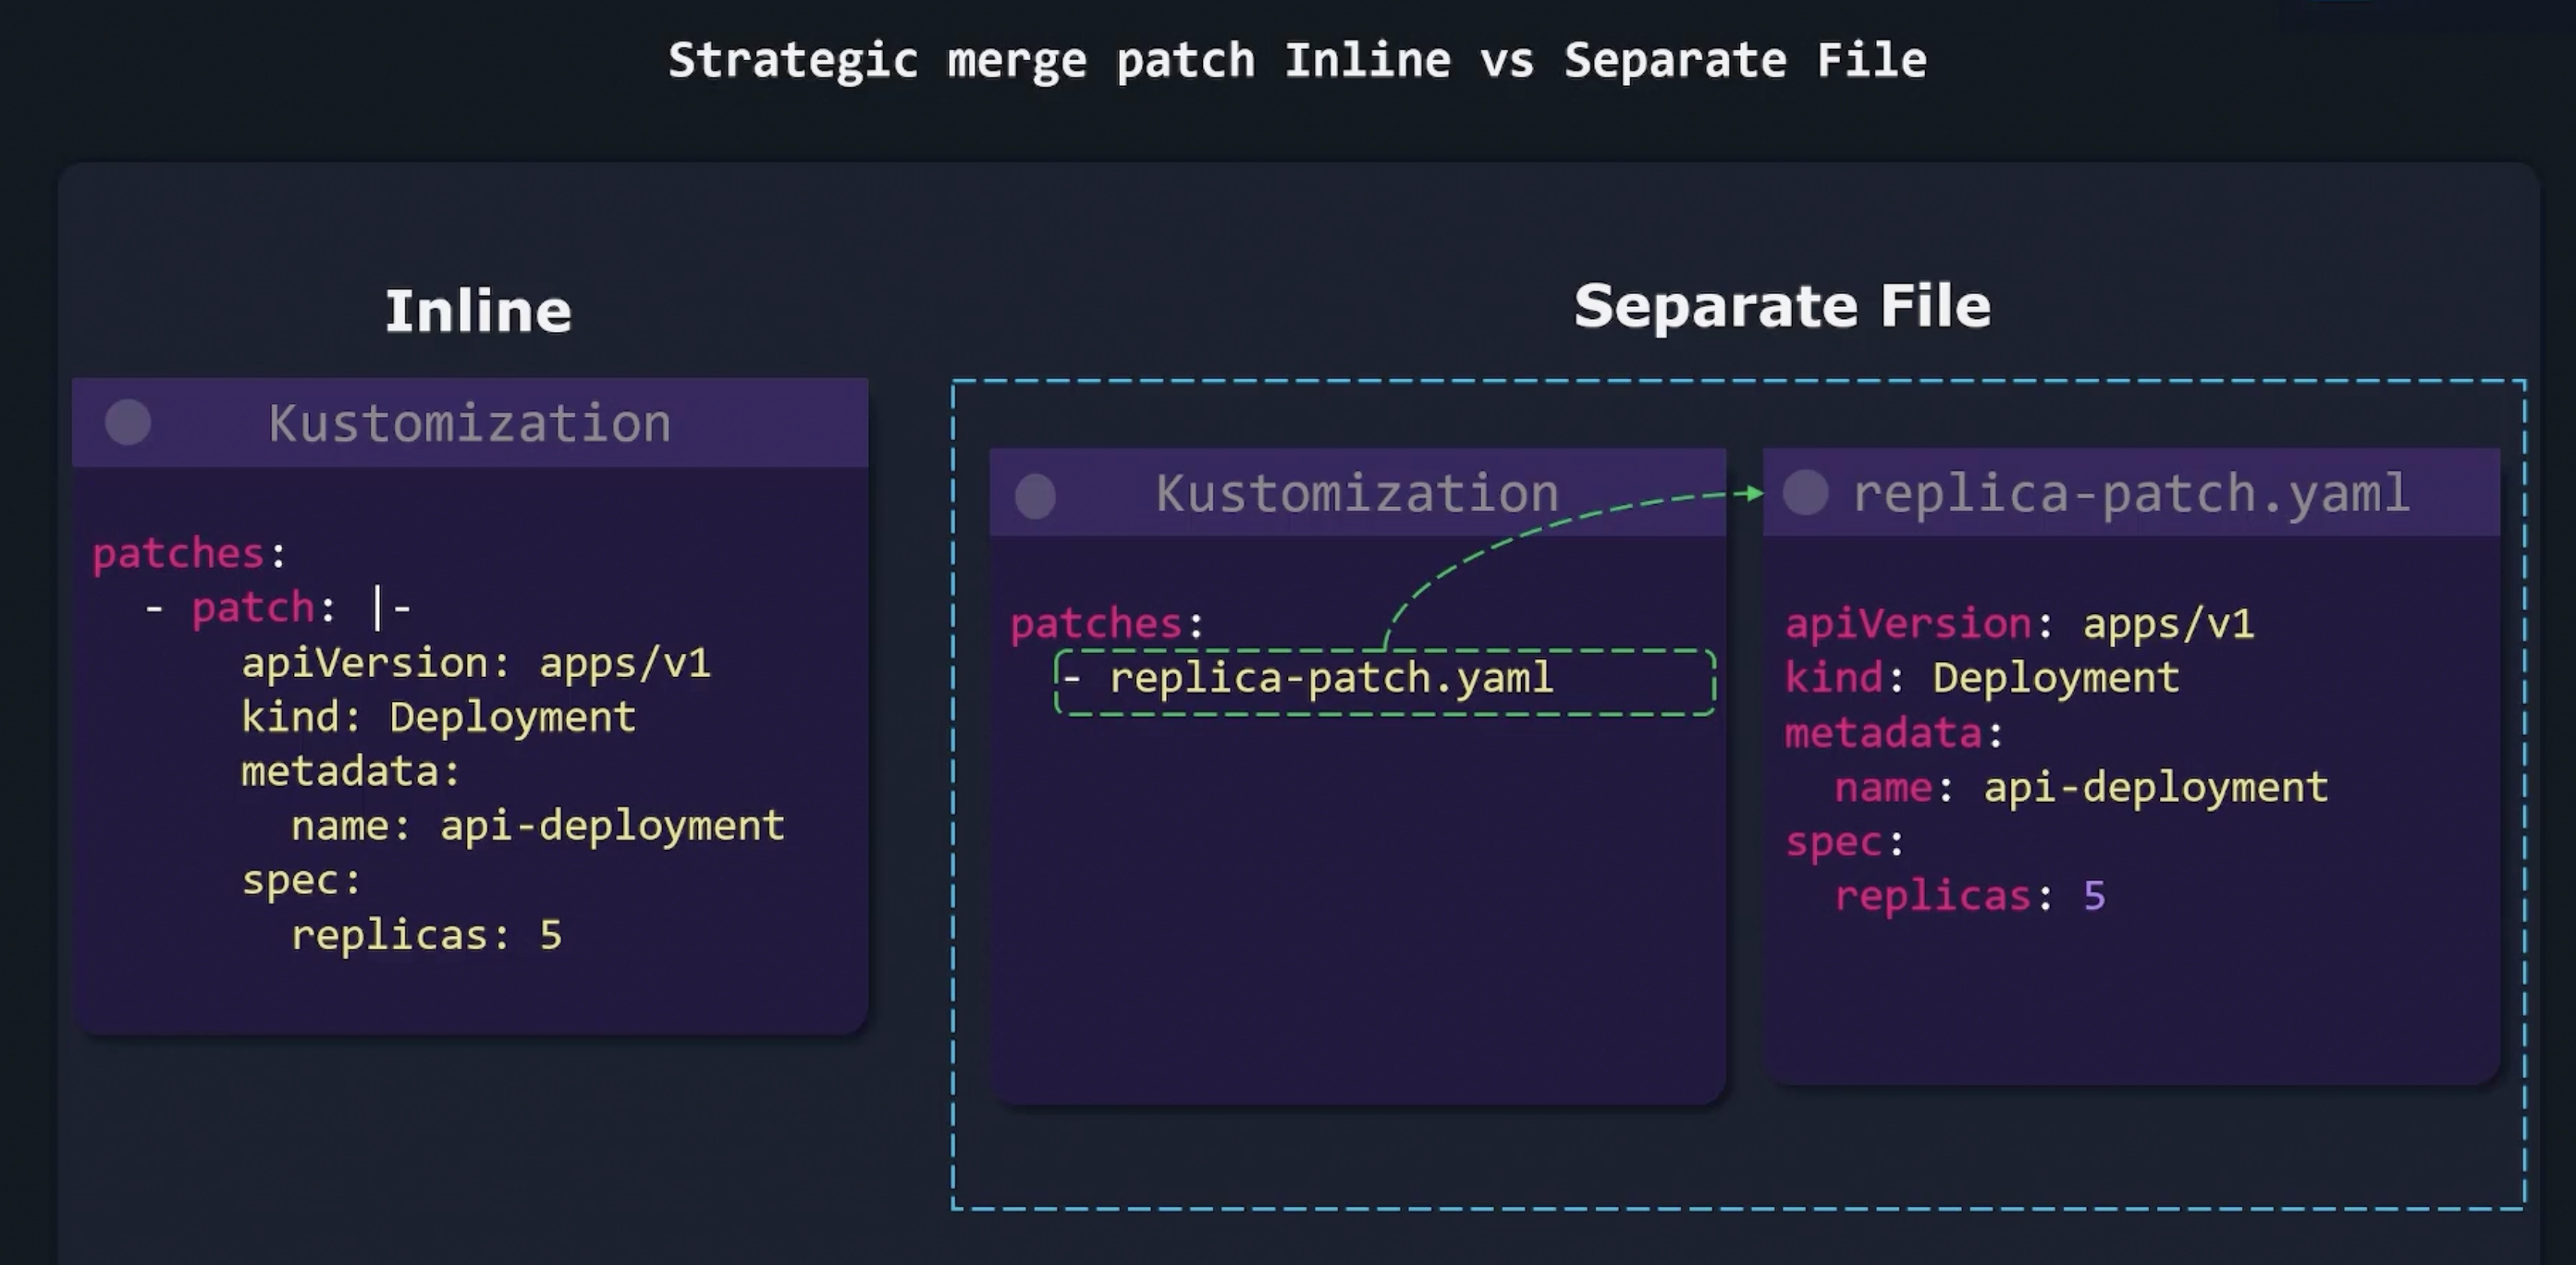 Strategic merge patch Inline vs Separate File
Inline
Kustomization
patches:
  - patch: |-
      apiVersion: apps/v1
      kind: Deployment
      metadata:
        name: api-deployment
      spec:
        replicas: 5
Separate File
Kustomization
patches:
  - replica-patch.yaml
replica-patch.yaml
apiVersion: apps/v1
kind: Deployment
metadata:
  name: api-deployment
spec:
  replicas: 5